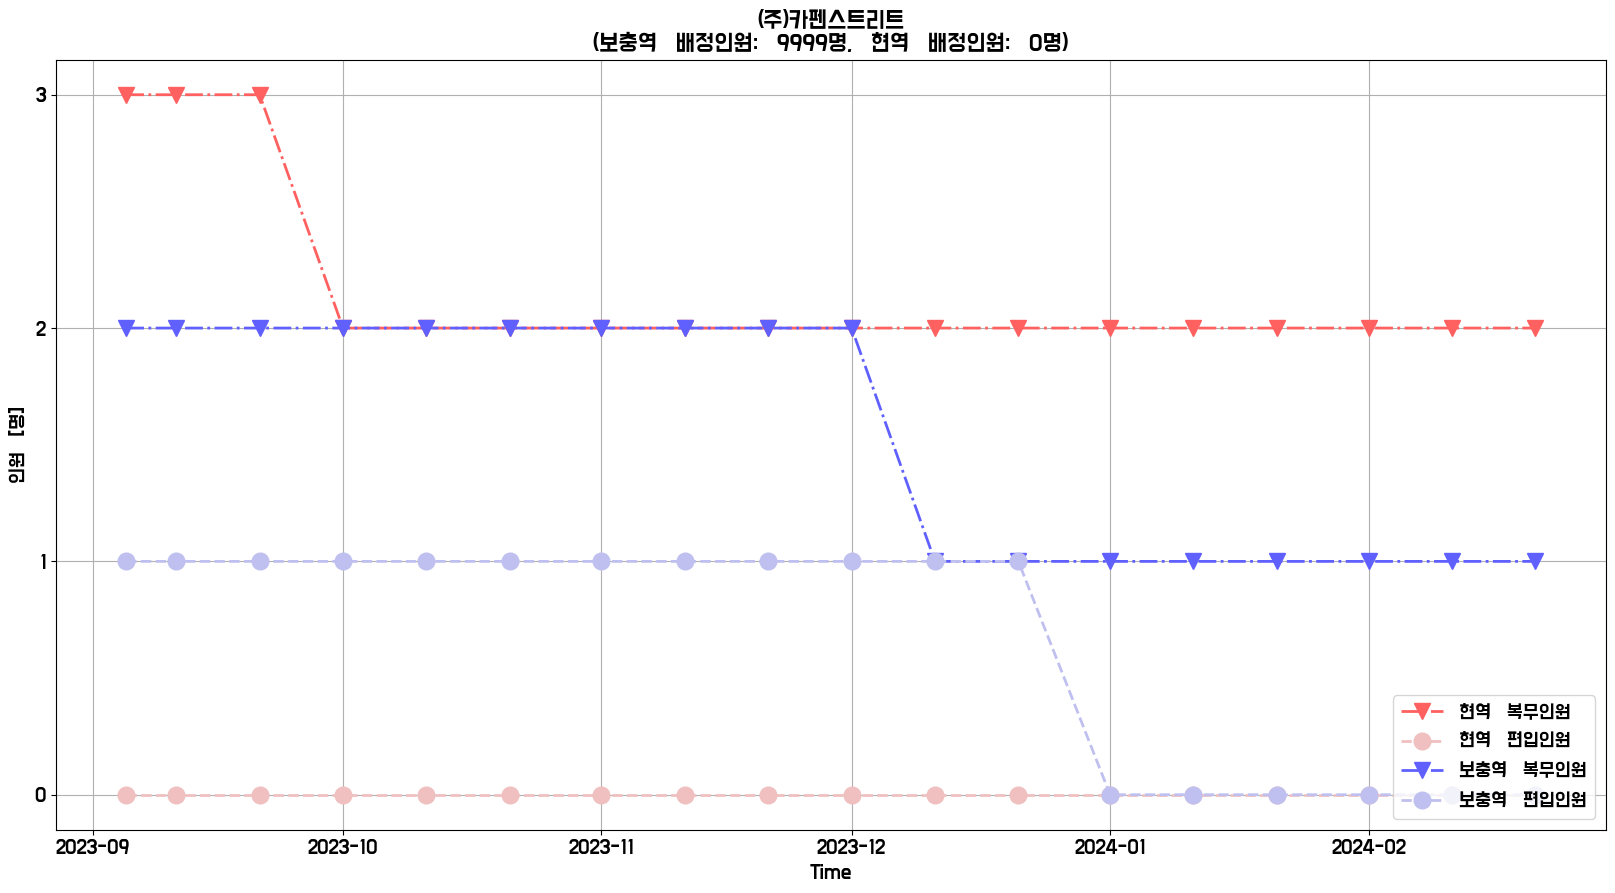 (주)카펜스트리트
(보충역 배정인원: 9999명, 현역 배정인원: 0명)
3
2
1
0
인원 [명]
2023-09
2023-10
2023-11
2023-12
2024-01
2024-02
Time
현역 복무인원
현역 편입인원
보충역 복무인원
보충역 편입인원